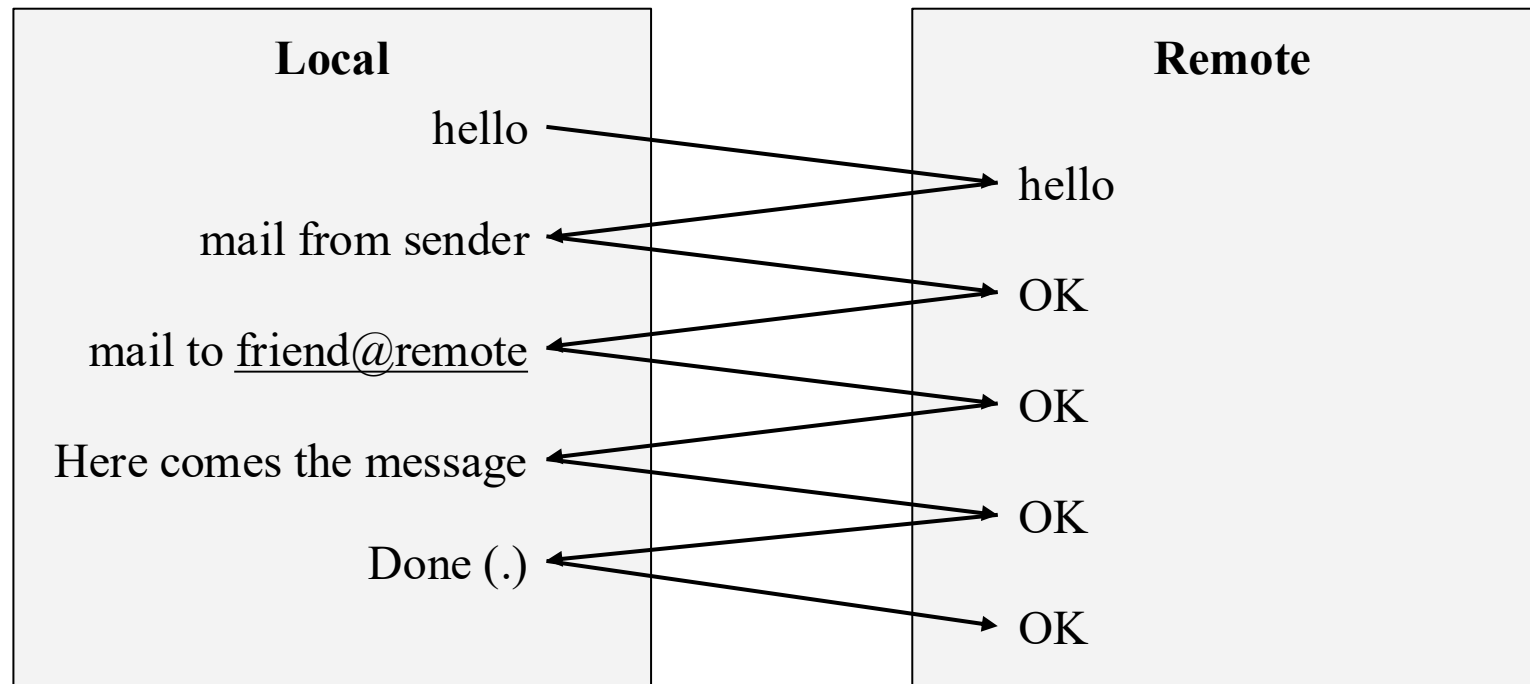 Local
hello
mail from sender
mail to friend@remote
Here comes the message
Done (.)
Remote
hello
OK
OK
OK
OK